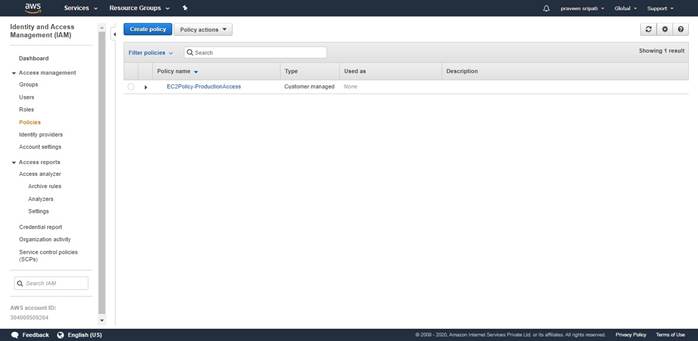 aws
Services
Resource Groups
praveen sripati
Global
Support
Identity and Access
Management (IAM)
Dashboard
Access management
Groups
Users
Roles
Policies
Identity providers
Account settings
Access reports
Access analyzer
Archive rules
Analyzers
Settings
Credential report
Organization activity
Service control policies
(SCPs)
Search IAM
AWS account ID:
Create policy
Policy actions
Filter policies
Search
Showing 1 result
Policy name
Type
Used as
Description
EC2Policy-ProductionAccess
Customer managed
None
Feedback
English (US)
© 2008 - 2020, Amazon Internet Services Private Ltd. or its affiliates. All rights reserved.
Privacy Policy
Terms of Use